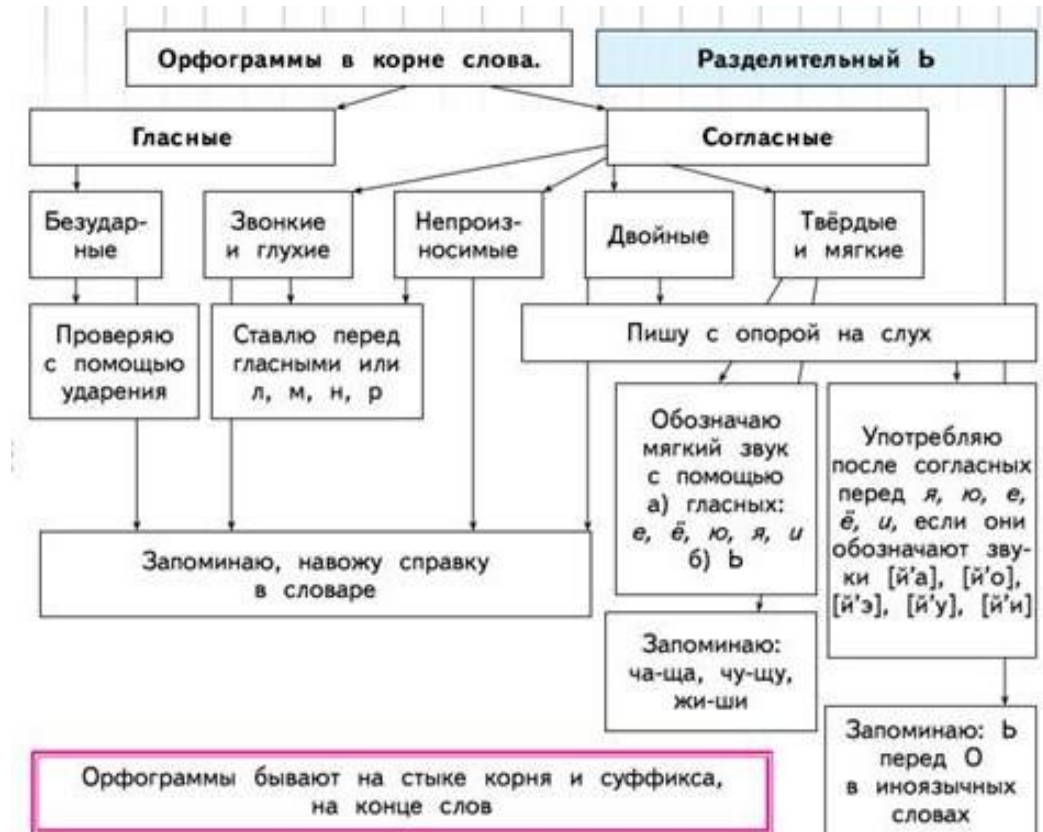 Орфограммы в корне слова.
Разделительный Ь
Гласные
Согласные
Безудар-
ные
Звонкие
и глухие
Непроиз-
носимые
Двойные
Твёрдые
и мягкие
Проверяю
с помощью
ударения
Ставлю перед
гласными или
л, м, н, р
Пишу с опорой на слух
Обозначаю
мягкий звук
с помощью
а) гласных:
е, ё, ю, я, и
б) Ь
Употребляю
после согласных
перед я, ю, е,
ё, и, если они
обозначают зву-
ки [й'а], [й'о],
[й'э], [й'у], [й'и]
Запоминаю, навожу справку
в словаре
Запоминаю:
ча-ща, чу-щу,
жи-ши
Запоминаю: Ь
перед О
в иноязычных
словах
Орфограммы бывают на стыке корня и суффикса,
на конце слов